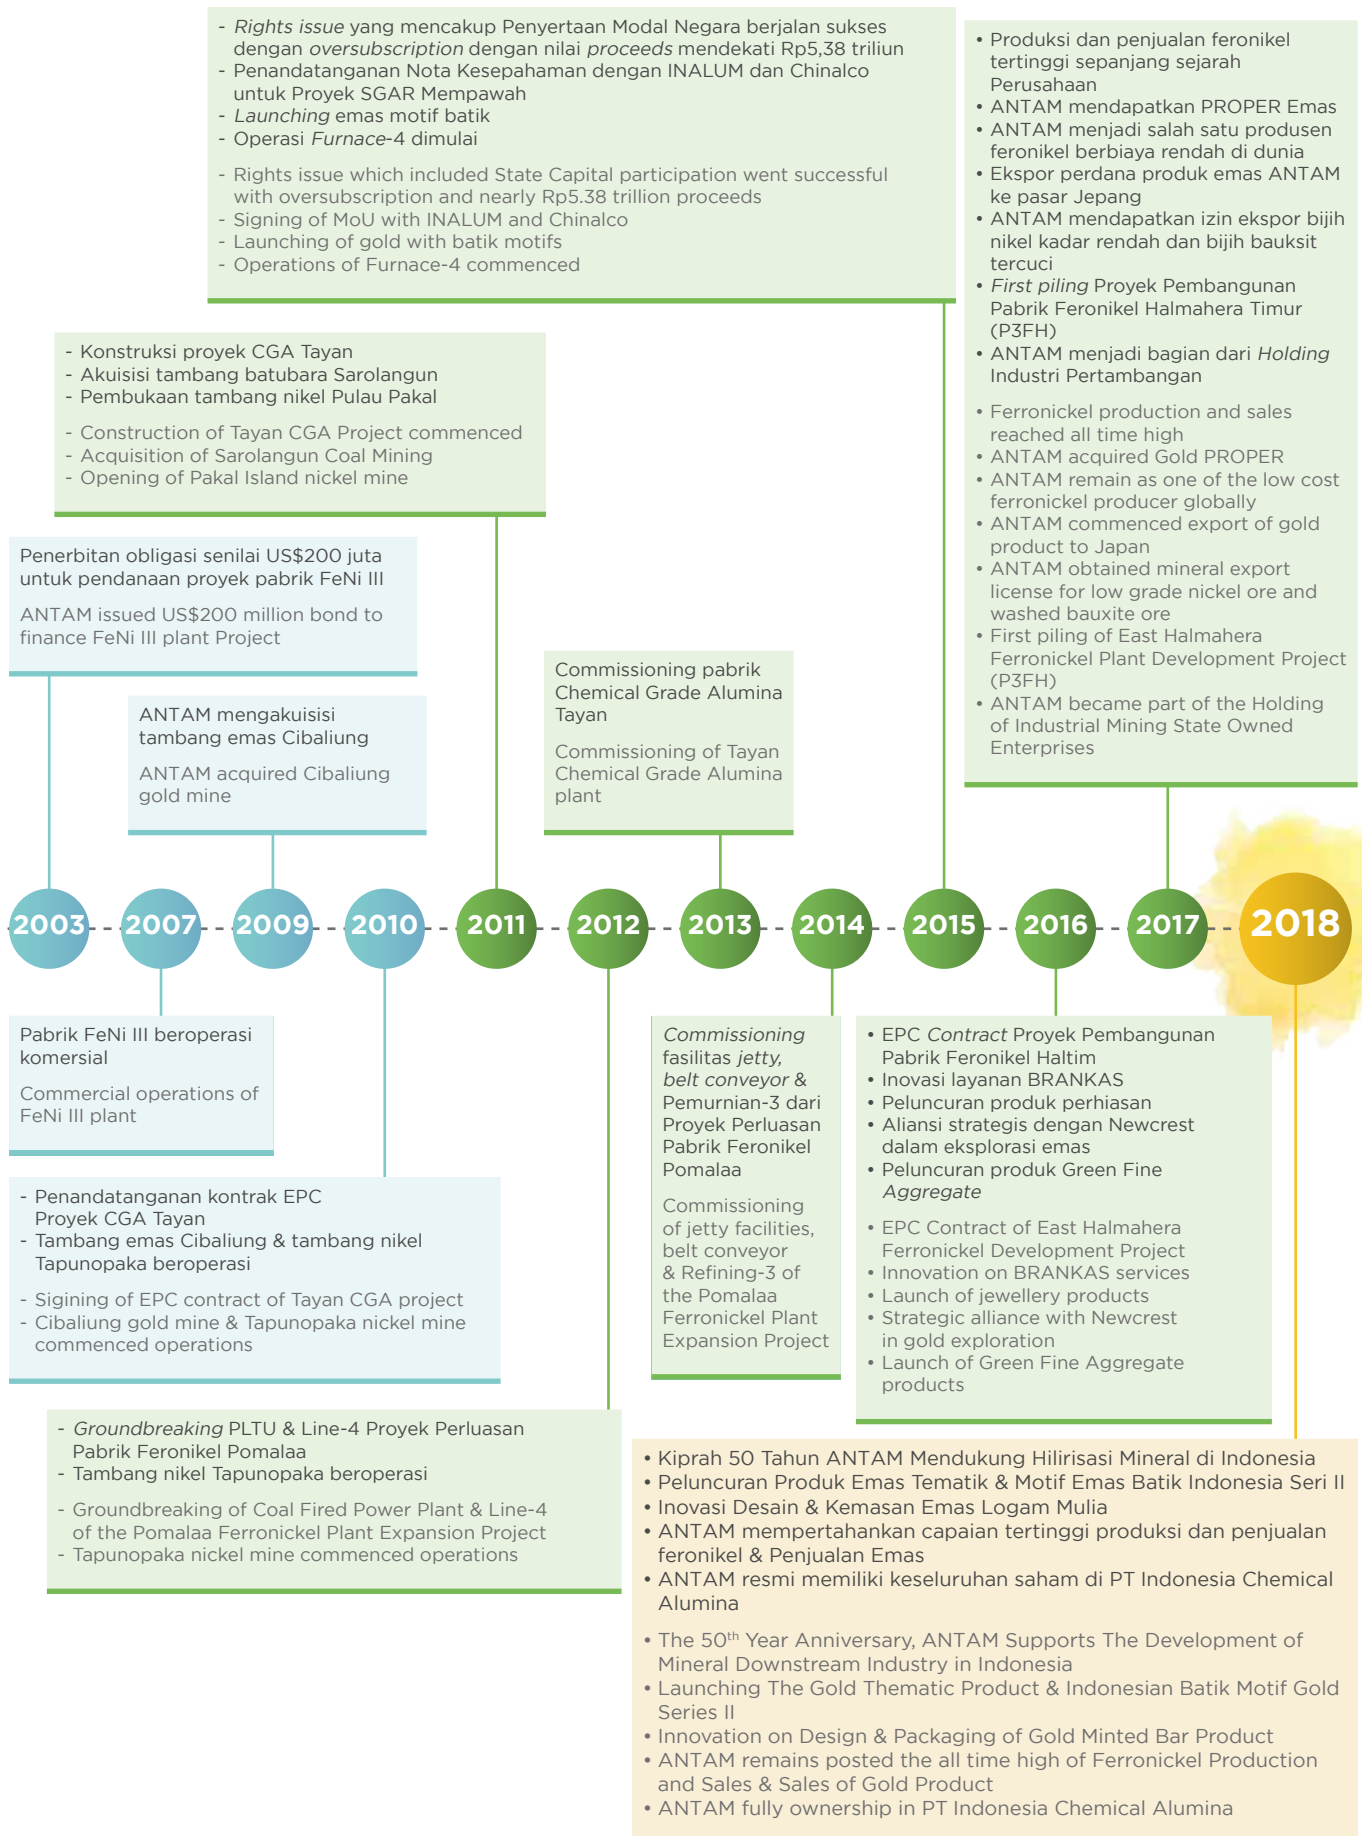 - Rights issue yang mencakup Penyertaan Modal Negara berjalan sukses
dengan oversubscription dengan nilai proceeds mendekati Rp5,38 triliun
- Penandatanganan Nota Kesepahaman dengan INALUM dan Chinalco
untuk Proyek SGAR Mempawah
- Launching emas motif batik
- Operasi Furnace-4 dimulai
- Rights issue which included State Capital participation went successful
with oversubscription and nearly Rp5.38 trillion proceeds
- Signing of MoU with INALUM and Chinalco
- Launching of gold with batik motifs
- Operations of Furnace-4 commenced
• Produksi dan penjualan feronikel
tertinggi sepanjang sejarah
Perusahaan
• ANTAM mendapatkan PROPER Emas
• ANTAM menjadi salah satu produsen
feronikel berbiaya rendah di dunia
• Ekspor perdana produk emas ANTAM
ke pasar Jepang
• ANTAM mendapatkan izin ekspor bijih
nikel kadar rendah dan bijih bauksit
tercuci
• First piling Proyek Pembangunan
Pabrik Feronikel Halmahera Timur
(P3FH)
• ANTAM menjadi bagian dari Holding
Industri Pertambangan
• Ferronickel production and sales
reached all time high
• ANTAM acquired Gold PROPER
• ANTAM remain as one of the low cost
ferronickel producer globally
• ANTAM commenced export of gold
product to Japan
• ANTAM obtained mineral export
license for low grade nickel ore and
washed bauxite ore
• First piling of East Halmahera
Ferronickel Plant Development Project
(P3FH)
• ANTAM became part of the Holding
of Industrial Mining State Owned
Enterprises
- Konstruksi proyek CGA Tayan
- Akuisisi tambang batubara Sarolangun
- Pembukaan tambang nikel Pulau Pakal
- Construction of Tayan CGA Project commenced
- Acquisition of Sarolangun Coal Mining
- Opening of Pakal Island nickel mine
Penerbitan obligasi senilai US$200 juta
untuk pendanaan proyek pabrik FeNi III
ANTAM issued US$200 million bond to
finance FeNi III plant Project
ANTAM mengakuisisi
tambang emas Cibaliung
ANTAM acquired Cibaliung
gold mine
Commissioning pabrik
Chemical Grade Alumina
Tayan
Commissioning of Tayan
Chemical Grade Alumina
plant
2003 2007 2009 2010 2011 2012 2013 2014 2015 2016 2017 2018
Pabrik FeNi III beroperasi
komersial
Commercial operations of
FeNi III plant
- Penandatanganan kontrak EPC
Proyek CGA Tayan
- Tambang emas Cibaliung & tambang nikel
Tapunopaka beroperasi
- Sigining of EPC contract of Tayan CGA project
- Cibaliung gold mine & Tapunopaka nickel mine
commenced operations
- Groundbreaking PLTU & Line-4 Proyek Perluasan
Pabrik Feronikel Pomalaa
- Tambang nikel Tapunopaka beroperasi
- Groundbreaking of Coal Fired Power Plant & Line-4
of the Pomalaa Ferronickel Plant Expansion Project
- Tapunopaka nickel mine commenced operations
Commissioning
fasilitas jetty,
belt conveyor &
Pemurnian-3 dari
Proyek Perluasan
Pabrik Feronikel
Pomalaa
Commissioning
of jetty facilities,
belt conveyor
& Refining-3 of
the Pomalaa
Ferronickel Plant
Expansion Project
• EPC Contract Proyek Pembangunan
Pabrik Feronikel Haltim
• Inovasi layanan BRANKAS
• Peluncuran produk perhiasan
• Aliansi strategis dengan Newcrest
dalam eksplorasi emas
• Peluncuran produk Green Fine
Aggregate
• EPC Contract of East Halmahera
Ferronickel Development Project
• Innovation on BRANKAS services
• Launch of jewellery products
• Strategic alliance with Newcrest
in gold exploration
• Launch of Green Fine Aggregate
products
• Kiprah 50 Tahun ANTAM Mendukung Hilirisasi Mineral di Indonesia
• Peluncuran Produk Emas Tematik & Motif Emas Batik Indonesia Seri II
• Inovasi Desain & Kemasan Emas Logam Mulia
• ANTAM mempertahankan capaian tertinggi produksi dan penjualan
feronikel & Penjualan Emas
• ANTAM resmi memiliki keseluruhan saham di PT Indonesia Chemical
Alumina
• The 50th Year Anniversary, ANTAM Supports The Development of
Mineral Downstream Industry in Indonesia
• Launching The Gold Thematic Product & Indonesian Batik Motif Gold
Series II
• Innovation on Design & Packaging of Gold Minted Bar Product
• ANTAM remains posted the all time high of Ferronickel Production
and Sales & Sales of Gold Product
• ANTAM fully ownership in PT Indonesia Chemical Alumina